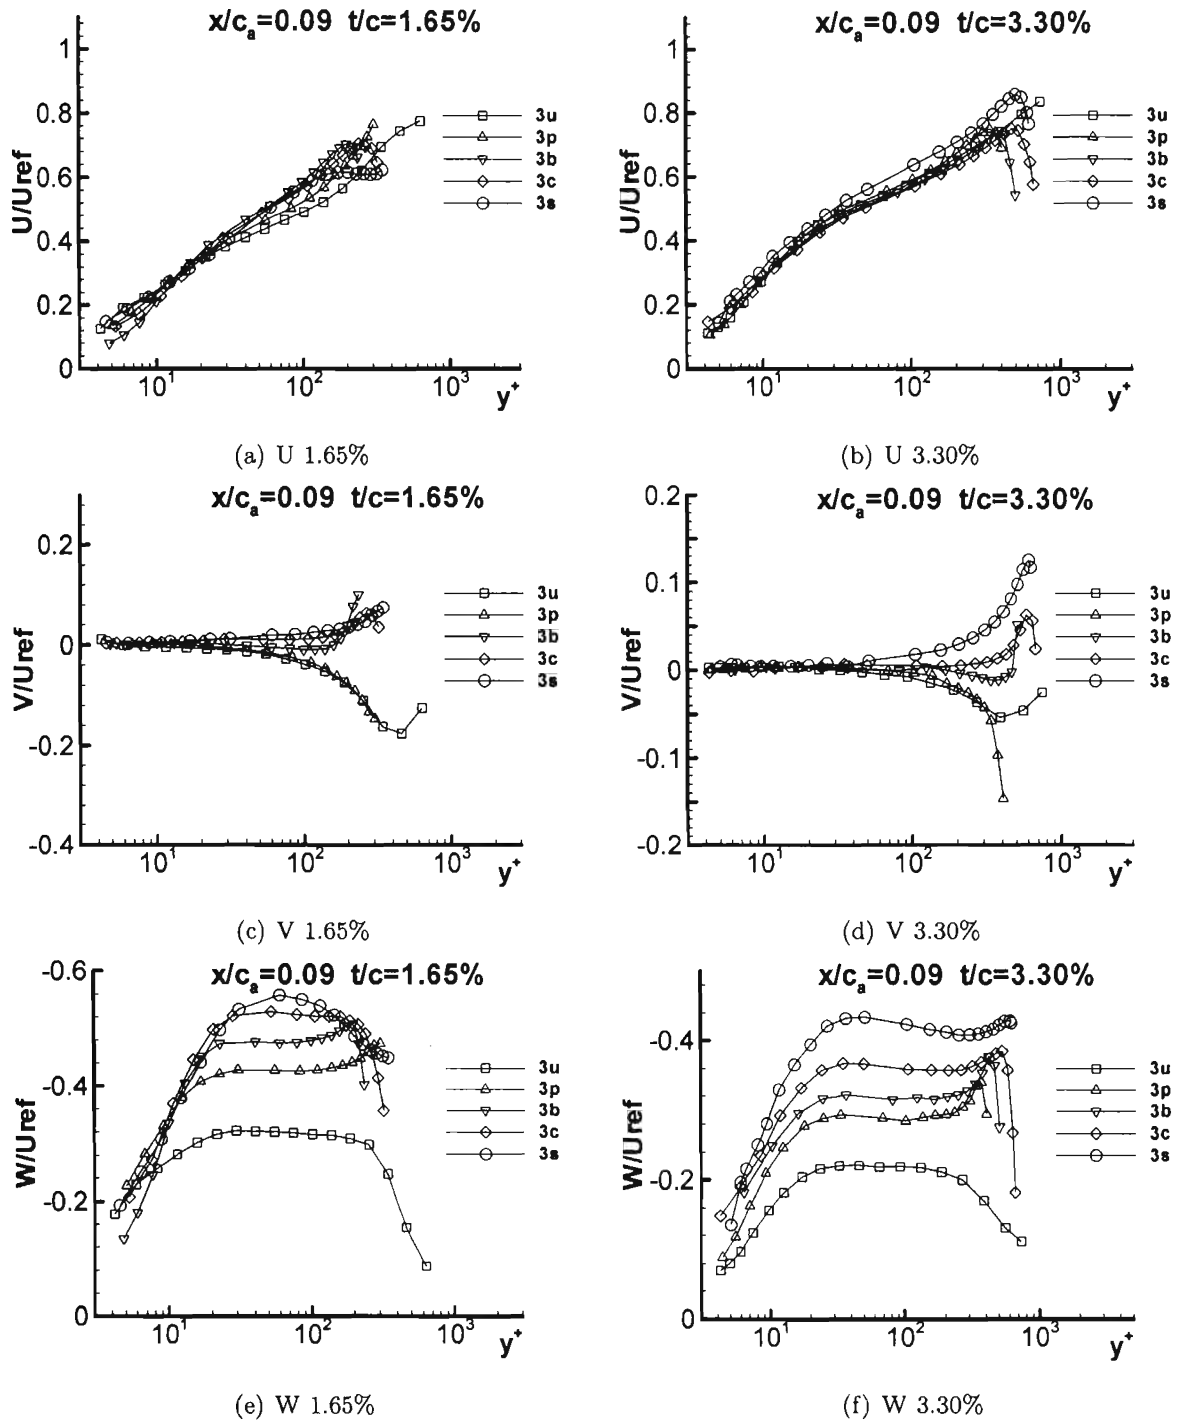 x/ca=0.09 t/c=1.65%
U/Uref
1
0.8
0.6
0.4
0.2
0
10^1
10^2
10^3
y+
3u
3p
3b
3c
3s
(a) U 1.65%
x/ca=0.09 t/c=3.30%
U/Uref
1
0.8
0.6
0.4
0.2
0
10^1
10^2
10^3
y+
3u
3p
3b
3c
3s
(b) U 3.30%
x/ca=0.09 t/c=1.65%
V/Uref
0.2
0
-0.2
-0.4
10^1
10^2
10^3
y+
3u
3p
3b
3c
3s
(c) V 1.65%
x/ca=0.09 t/c=3.30%
V/Uref
0.2
0.1
0
-0.1
-0.2
10^1
10^2
10^3
y+
3u
3p
3b
3c
3s
(d) V 3.30%
x/ca=0.09 t/c=1.65%
W/Uref
-0.6
-0.4
-0.2
0
10^1
10^2
10^3
y+
3u
3p
3b
3c
3s
(e) W 1.65%
x/ca=0.09 t/c=3.30%
W/Uref
-0.4
-0.2
0
10^1
10^2
10^3
y+
3u
3p
3b
3c
3s
(f) W 3.30%